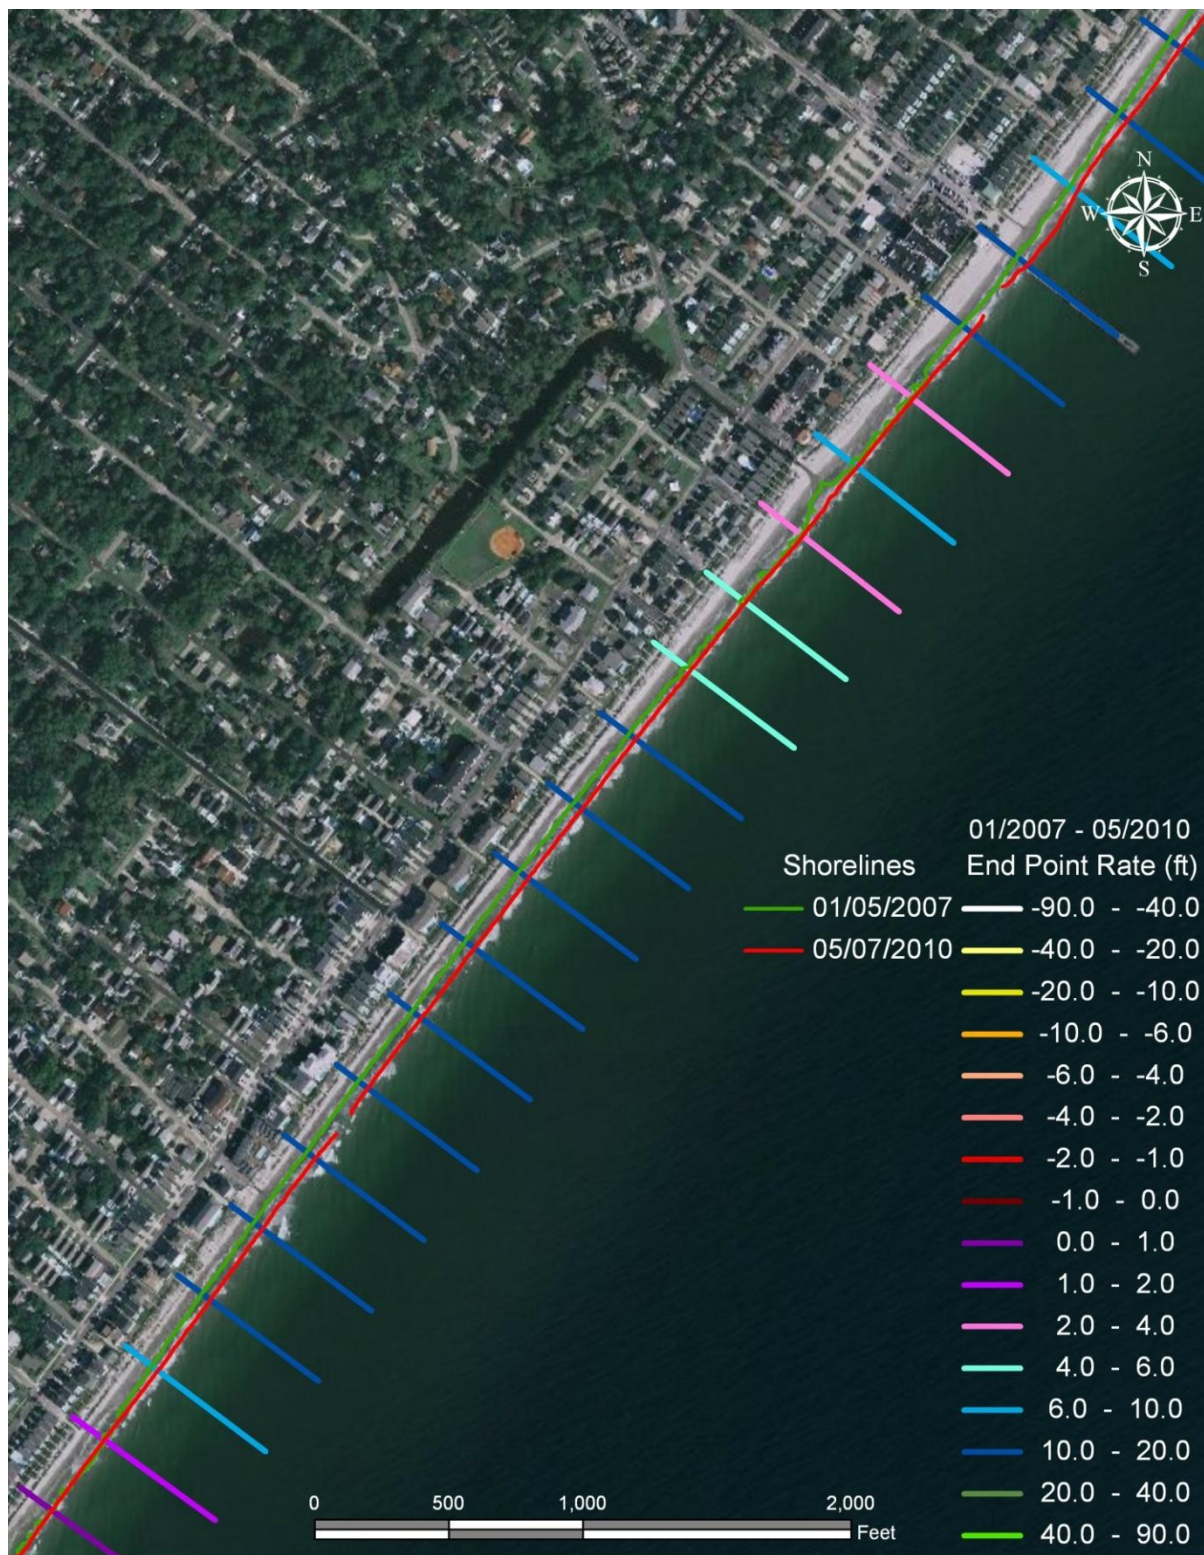 N
W E
S
01/2007 - 05/2010
Shorelines End Point Rate (ft)
01/05/2007 -90.0 - -40.0
05/07/2010 -40.0 - -20.0
-20.0 - -10.0
-10.0 - -6.0
-6.0 - -4.0
-4.0 - -2.0
-2.0 - -1.0
-1.0 - 0.0
0.0 - 1.0
1.0 - 2.0
2.0 - 4.0
4.0 - 6.0
6.0 - 10.0
10.0 - 20.0
20.0 - 40.0
40.0 - 90.0
0 500 1,000 2,000
Feet